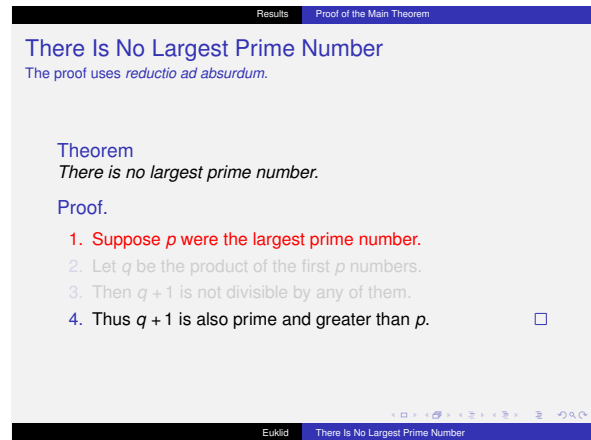 Results Proof of the Main Theorem
There Is No Largest Prime Number
The proof uses reductio ad absurdum.
Theorem
There is no largest prime number.
Proof.
1. Suppose p were the largest prime number.
2. Let q be the product of the first p numbers.
3. Then q + 1 is not divisible by any of them.
4. Thus q + 1 is also prime and greater than p.
Euklid There Is No Largest Prime Number